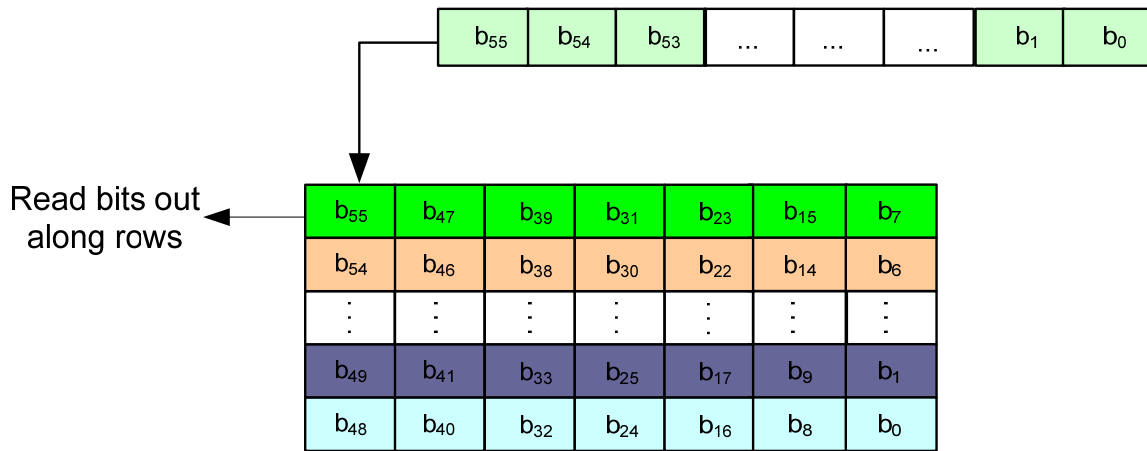 b₅₅ b₅₄ b₅₃ ... ... ... b₁ b₀
Read bits out
along rows
b₅₅ b₄₇ b₃₉ b₃₁ b₂₃ b₁₅ b₇
b₅₄ b₄₆ b₃₈ b₃₀ b₂₂ b₁₄ b₆
⋮ ⋮ ⋮ ⋮ ⋮ ⋮ ⋮
b₄₉ b₄₁ b₃₃ b₂₅ b₁₇ b₉ b₁
b₄₈ b₄₀ b₃₂ b₂₄ b₁₆ b₈ b₀